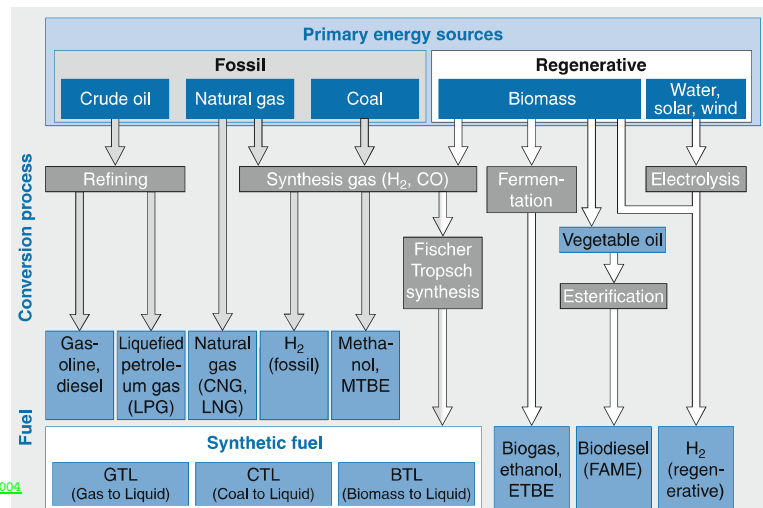 Primary energy sources
Fossil
Regenerative
Crude oil
Natural gas
Coal
Biomass
Water,
solar, wind
Conversion process
Refining
Synthesis gas (H₂, CO)
Fermen-
tation
Electrolysis
Vegetable oil
Fischer
Tropsch
synthesis
Esterification
Fuel
Gas-
oline,
diesel
Liquefied
petrole-
um gas
(LPG)
Natural
gas
(CNG,
LNG)
H₂
(fossil)
Metha-
nol,
MTBE
Synthetic fuel
GTL
(Gas to Liquid)
CTL
(Coal to Liquid)
BTL
(Biomass to Liquid)
Biogas,
ethanol,
ETBE
Biodiesel
(FAME)
H₂
(regen-
erative)
004